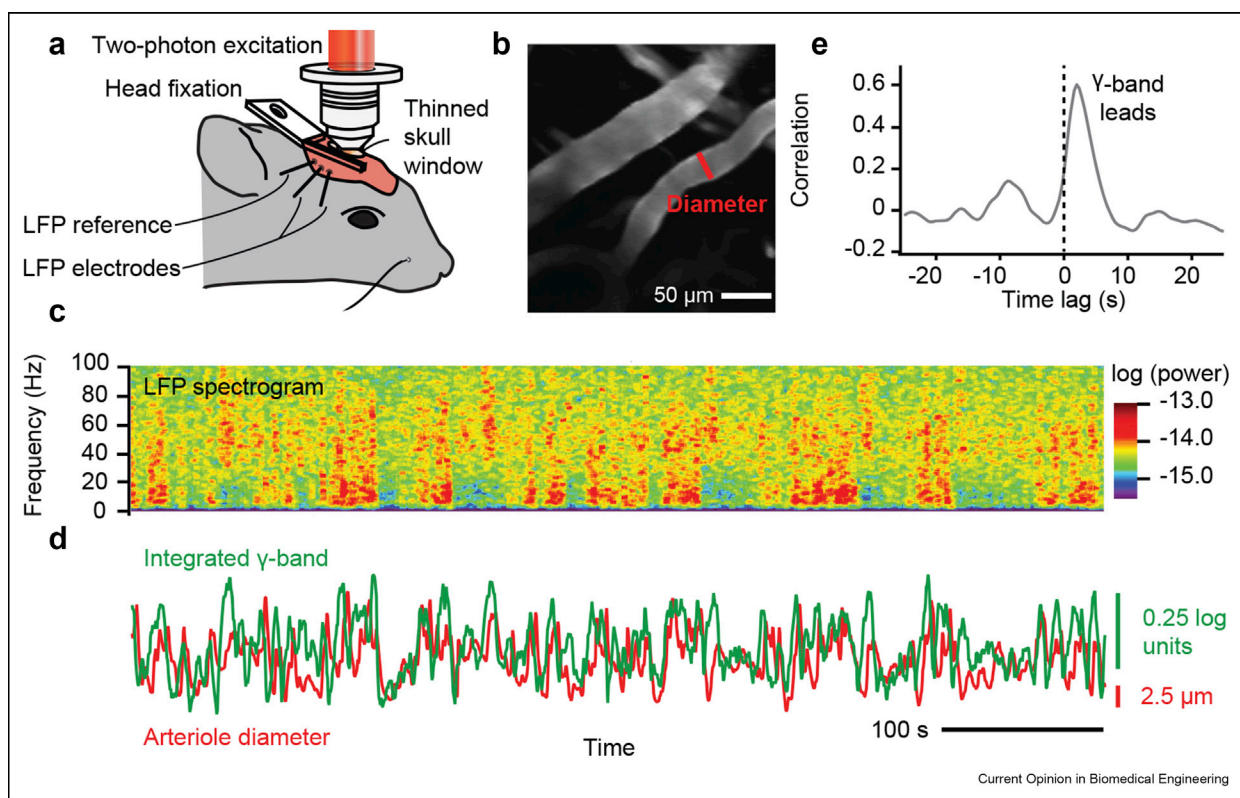 a
Two-photon excitation
Head fixation
Thinned
skull
window
LFP reference
LFP electrodes
b
Diameter
50 µm
e
Correlation
0.6
0.4
0.2
0
-0.2
γ-band
leads
-20
-10
0
10
20
Time lag (s)
c
Frequency (Hz)
100
80
60
40
20
0
LFP spectrogram
log (power)
-13.0
-14.0
-15.0
d
Integrated γ-band
Arteriole diameter
Time
0.25 log
units
2.5 µm
100 s
Current Opinion in Biomedical Engineering